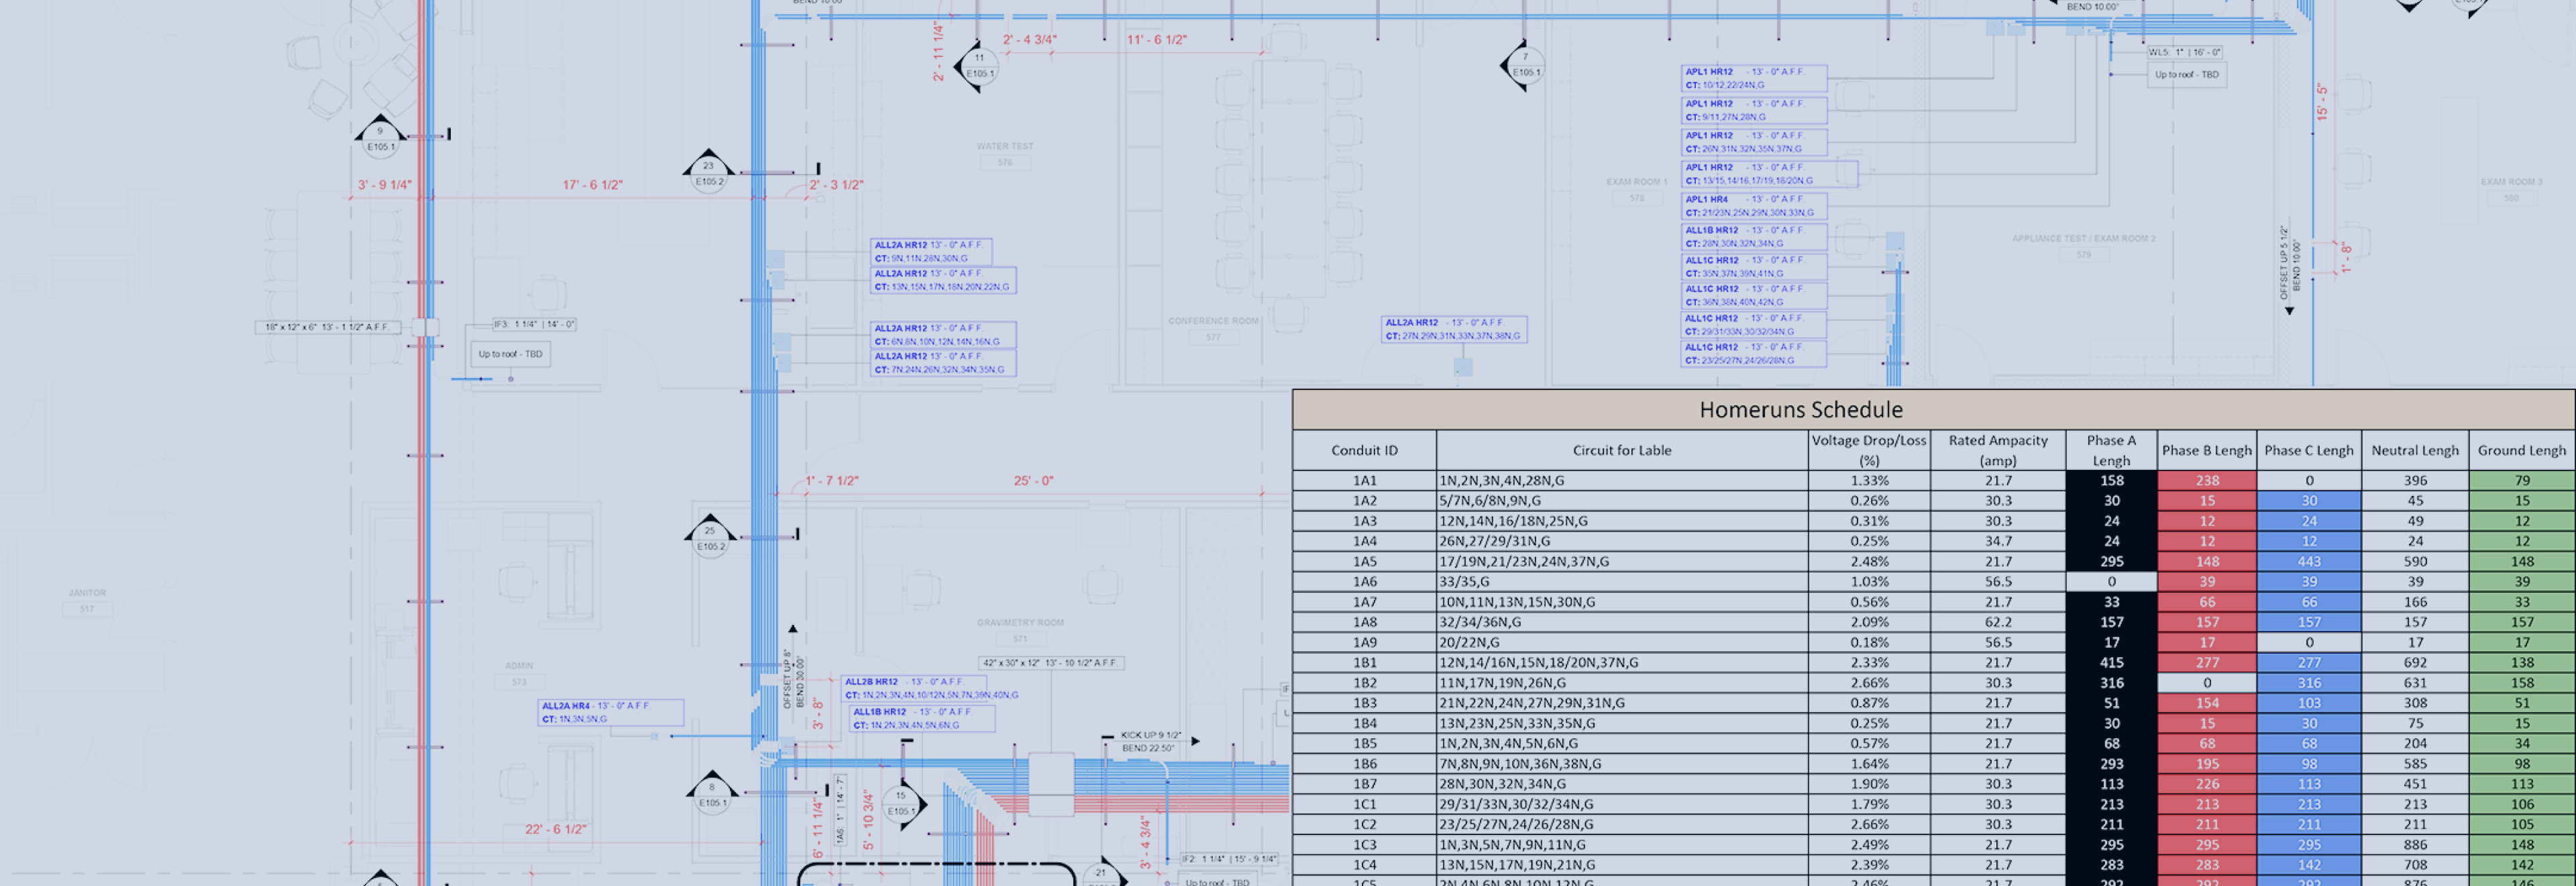 BEND 10.00°
BEND 10.00°
2' - 11 1/4"
2' - 4 3/4"
11' - 6 1/2"
11
E105.1
7
E105.1
WL5: 1" | 16' - 0"
Up to roof - TBD
15' - 5"
9
E105.1
23
E105.2
3' - 9 1/4"
17' - 6 1/2"
2' - 3 1/2"
WATER TEST
576
APL1 HR12 - 13' - 0" A.F.F.
CT: 10/12,22/24N,G
APL1 HR12 - 13' - 0" A.F.F.
CT: 9/11,27N,28N,G
APL1 HR12 - 13' - 0" A.F.F.
CT: 26N,31N,32N,35N,37N,G
APL1 HR12 - 13' - 0" A.F.F.
CT: 13/15,14/16,17/19,18/20N,G
APL1 HR4 - 13' - 0" A.F.F.
CT: 21/23N,25N,29N,30N,33N,G
ALL1B HR12 - 13' - 0" A.F.F.
CT: 28N,30N,32N,34N,G
ALL1C HR12 - 13' - 0" A.F.F.
CT: 35N,37N,39N,41N,G
ALL1C HR12 - 13' - 0" A.F.F.
CT: 36N,38N,40N,42N,G
ALL1C HR12 - 13' - 0" A.F.F.
CT: 29/31/33N,30/32/34N,G
ALL1C HR12 - 13' - 0" A.F.F.
CT: 23/25/27N,24/26/28N,G
EXAM ROOM 1
578
EXAM ROOM 3
580
APPLIANCE TEST / EXAM ROOM 2
579
OFFSET UP 5 1/2"
BEND 10.00°
1' - 8"
ALL2A HR12 13' - 0" A.F.F.
CT: 9N,11N,28N,30N,G
ALL2A HR12 13' - 0" A.F.F.
CT: 13N,15N,17N,18N,20N,22N,G
ALL2A HR12 13' - 0" A.F.F.
CT: 6N,8N,10N,12N,14N,16N,G
ALL2A HR12 13' - 0" A.F.F.
CT: 7N,24N,26N,32N,34N,35N,G
CONFERENCE ROOM
577
ALL2A HR12 - 13' - 0" A.F.F.
CT: 27N,29N,31N,33N,37N,38N,G
18" x 12" x 6" 13' - 1 1/2" A.F.F.
IF3: 1 1/4" | 14' - 0"
Up to roof - TBD
1' - 7 1/2"
25' - 0"
25
E105.2
JANITOR
517
ADMIN
573
GRAVIMETRY ROOM
571
42" x 30" x 12" 13' - 10 1/2" A.F.F.
OFFSET UP 8"
BEND 30.00°
3' - 8"
ALL2B HR12 - 13' - 0" A.F.F.
CT: 1N,2N,3N,4N,10/12N,5N,7N,39N,40N,G
ALL1B HR12 - 13' - 0" A.F.F.
CT: 1N,2N,3N,4N,5N,6N,G
ALL2A HR4 - 13' - 0" A.F.F.
CT: 1N,3N,5N,G
KICK UP 9 1/2"
BEND 22.50°
8
E105.1
15
E105.1
6' - 11 1/4"
1A6: 1" | 14' - 7"
5' - 10 3/4"
3' - 4 3/4"
22' - 6 1/2"
IF2: 1 1/4" | 15' - 9 1/4"
Up to roof - TBD
21
Homeruns Schedule
Conduit ID Circuit for Lable Voltage Drop/Loss (%) Rated Ampacity (amp) Phase A Lengh Phase B Lengh Phase C Lengh Neutral Lengh Ground Lengh
1A1 1N,2N,3N,4N,28N,G 1.33% 21.7 158 238 0 396 79
1A2 5/7N,6/8N,9N,G 0.26% 30.3 30 15 30 45 15
1A3 12N,14N,16/18N,25N,G 0.31% 30.3 24 12 24 49 12
1A4 26N,27/29/31N,G 0.25% 34.7 24 12 12 24 12
1A5 17/19N,21/23N,24N,37N,G 2.48% 21.7 295 148 443 590 148
1A6 33/35,G 1.03% 56.5 0 39 39 39 39
1A7 10N,11N,13N,15N,30N,G 0.56% 21.7 33 66 66 166 33
1A8 32/34/36N,G 2.09% 62.2 157 157 157 157 157
1A9 20/22N,G 0.18% 56.5 17 17 0 17 17
1B1 12N,14/16N,15N,18/20N,37N,G 2.33% 21.7 415 277 277 692 138
1B2 11N,17N,19N,26N,G 2.66% 30.3 316 0 316 631 158
1B3 21N,22N,24N,27N,29N,31N,G 0.87% 21.7 51 154 103 308 51
1B4 13N,23N,25N,33N,35N,G 0.25% 21.7 30 15 30 75 15
1B5 1N,2N,3N,4N,5N,6N,G 0.57% 21.7 68 68 68 204 34
1B6 7N,8N,9N,10N,36N,38N,G 1.64% 21.7 293 195 98 585 98
1B7 28N,30N,32N,34N,G 1.90% 30.3 113 226 113 451 113
1C1 29/31/33N,30/32/34N,G 1.79% 30.3 213 213 213 213 106
1C2 23/25/27N,24/26/28N,G 2.66% 30.3 211 211 211 211 105
1C3 1N,3N,5N,7N,9N,11N,G 2.49% 21.7 295 295 295 886 148
1C4 13N,15N,17N,19N,21N,G 2.39% 21.7 283 283 142 708 142
1C5 2N,4N,6N,8N,10N,12N,G 2.46% 21.7 292 292 292 876 146